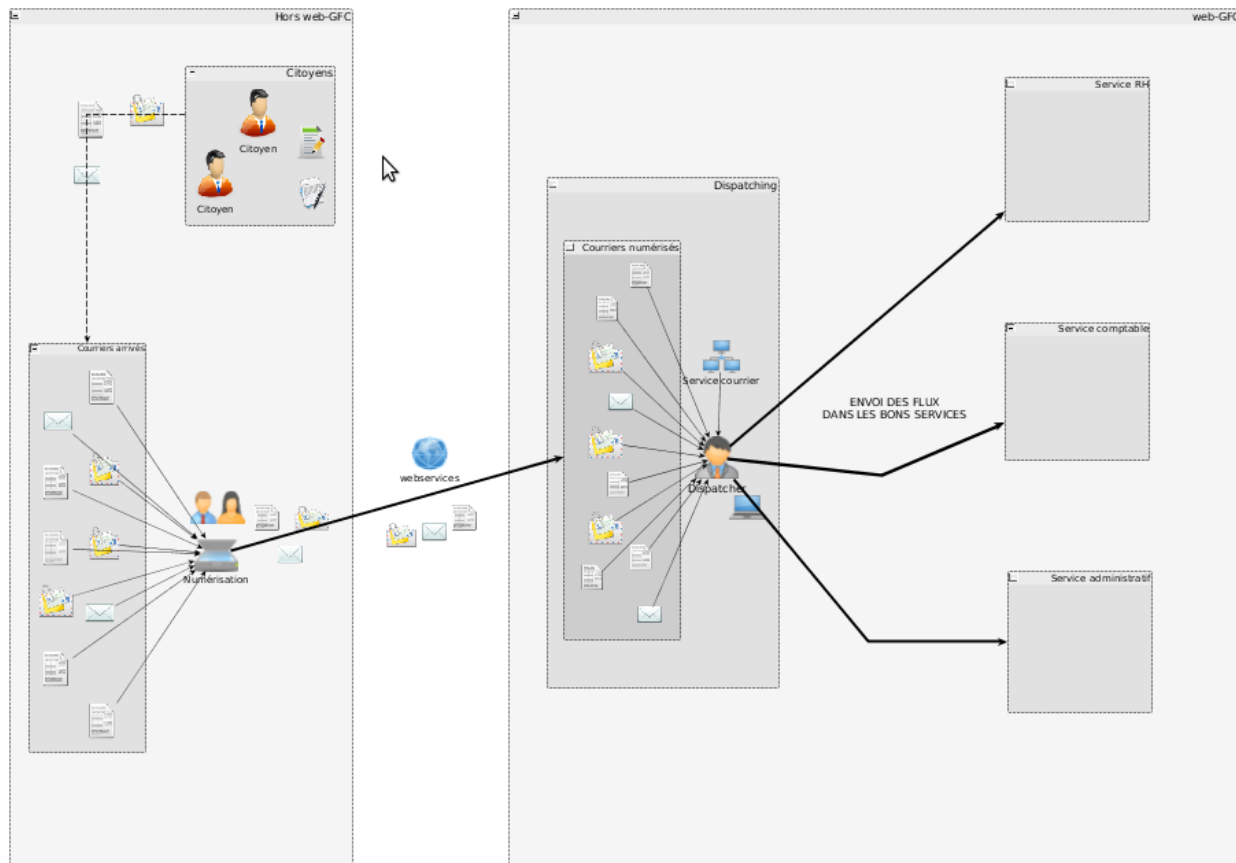 Hors web-GFC
Citoyens
Citoyen
Citoyen
Courriers arrivés
Numérisation
webservices
web-GFC
Dispatching
Courriers numérisés
Service courrier
Dispatcher
ENVOI DES FLUX
DANS LES BONS SERVICES
Service RH
Service comptable
Service administratif